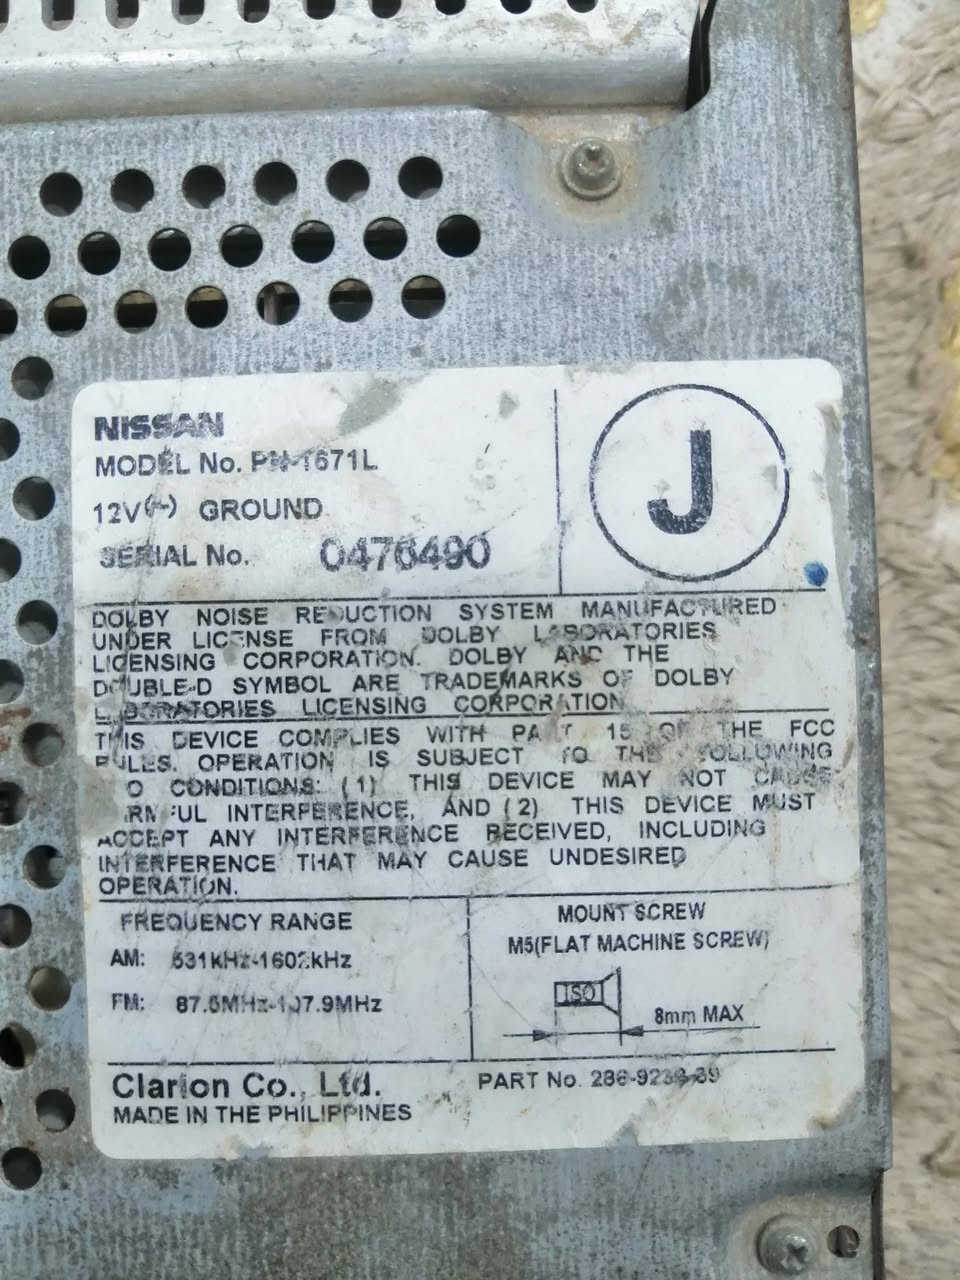 NISSAN
MODEL No. PN-1671L
12V(-) GROUND
SERIAL No. 0476490
J
DOLBY NOISE REDUCTION SYSTEM MANUFACTURED
UNDER LICENSE FROM DOLBY LABORATORIES
LICENSING CORPORATION. DOLBY AND THE
DOUBLE-D SYMBOL ARE TRADEMARKS OF DOLBY
LABORATORIES LICENSING CORPORATION
THIS DEVICE COMPLIES WITH PART 15 OF THE FCC
RULES. OPERATION IS SUBJECT TO THE FOLLOWING
TWO CONDITIONS: (1) THIS DEVICE MAY NOT CAUSE
HARMFUL INTERFERENCE, AND (2) THIS DEVICE MUST
ACCEPT ANY INTERFERENCE RECEIVED, INCLUDING
INTERFERENCE THAT MAY CAUSE UNDESIRED
OPERATION.
FREQUENCY RANGE
AM: 531kHz-1602kHz
FM: 87.5MHz-107.9MHz
MOUNT SCREW
M5(FLAT MACHINE SCREW)
ISO
8mm MAX
Clarion Co., Ltd.
MADE IN THE PHILIPPINES
PART No.